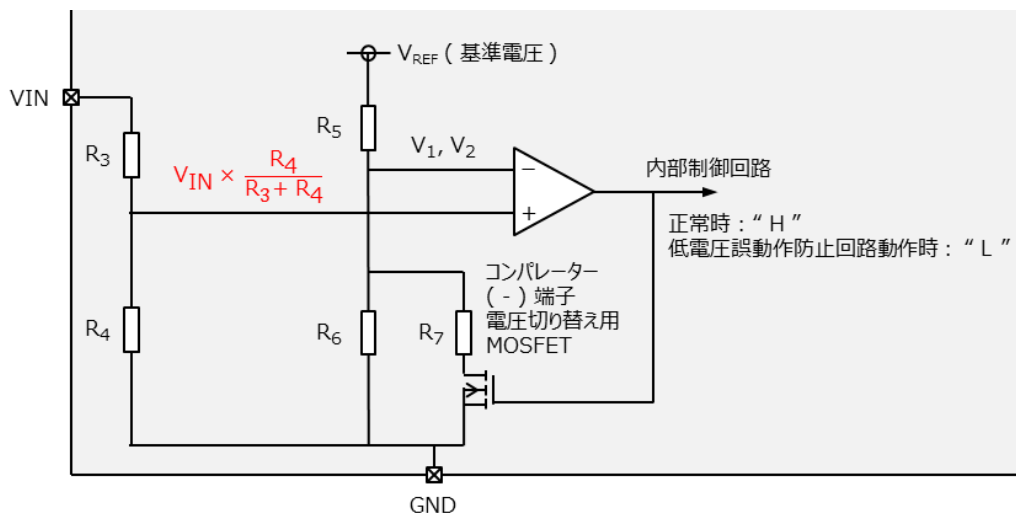 VREF ( 基準電圧 )
VIN
R5
R3
V1, V2
VIN × R4
R3 + R4
−
+
内部制御回路
正常時 : “ H ”
低電圧誤動作防止回路動作時 : “ L ”
コンパレーター
( - ) 端子
電圧切り替え用
MOSFET
R4
R6
R7
GND